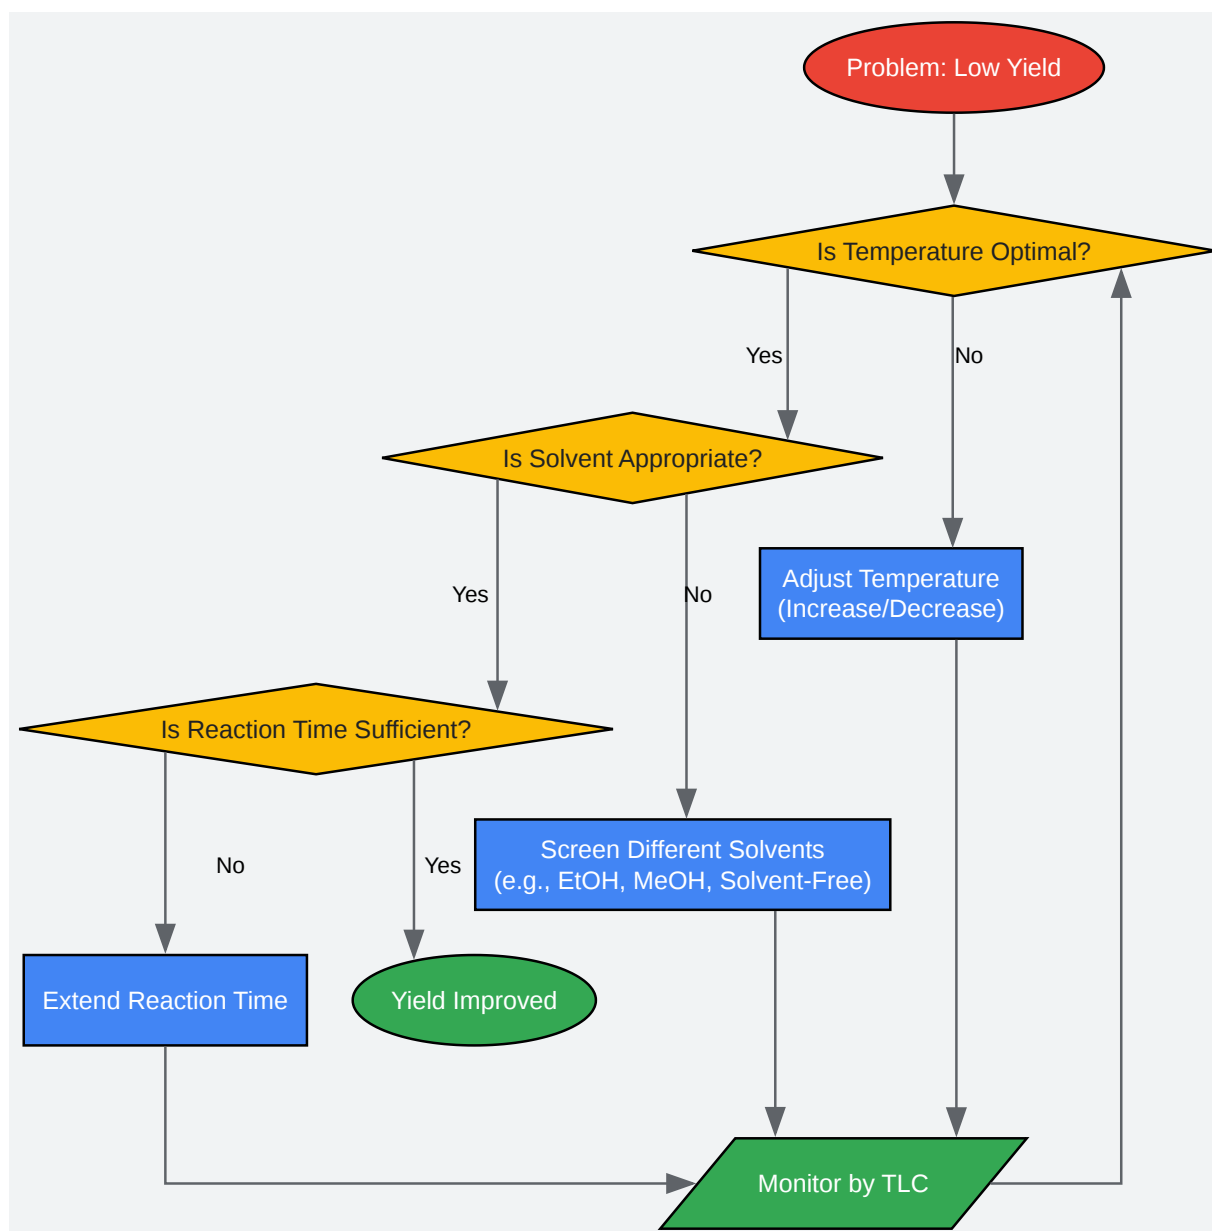 Problem: Low Yield
Is Temperature Optimal?
Yes
No
Is Solvent Appropriate?
Yes
No
Adjust Temperature
(Increase/Decrease)
Is Reaction Time Sufficient?
No
Yes
Screen Different Solvents
(e.g., EtOH, MeOH, Solvent-Free)
Extend Reaction Time
Yield Improved
Monitor by TLC